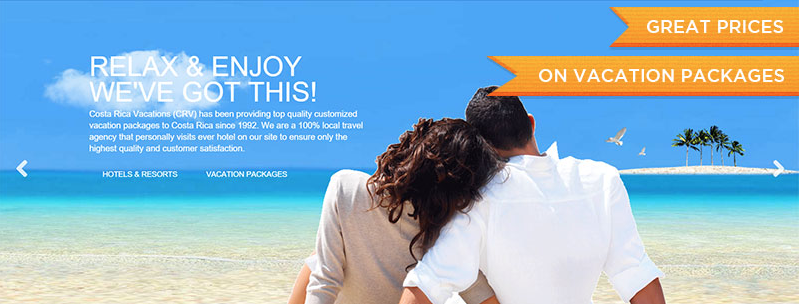 GREAT PRICES
ON VACATION PACKAGES
RELAX & ENJOY
WE'VE GOT THIS!
Costa Rica Vacations (CRV) has been providing top quality customized
vacation packages to Costa Rica since 1992. We are a 100% local travel
agency that personally visits ever hotel on our site to ensure only the
highest quality and customer satisfaction.
HOTELS & RESORTS VACATION PACKAGES